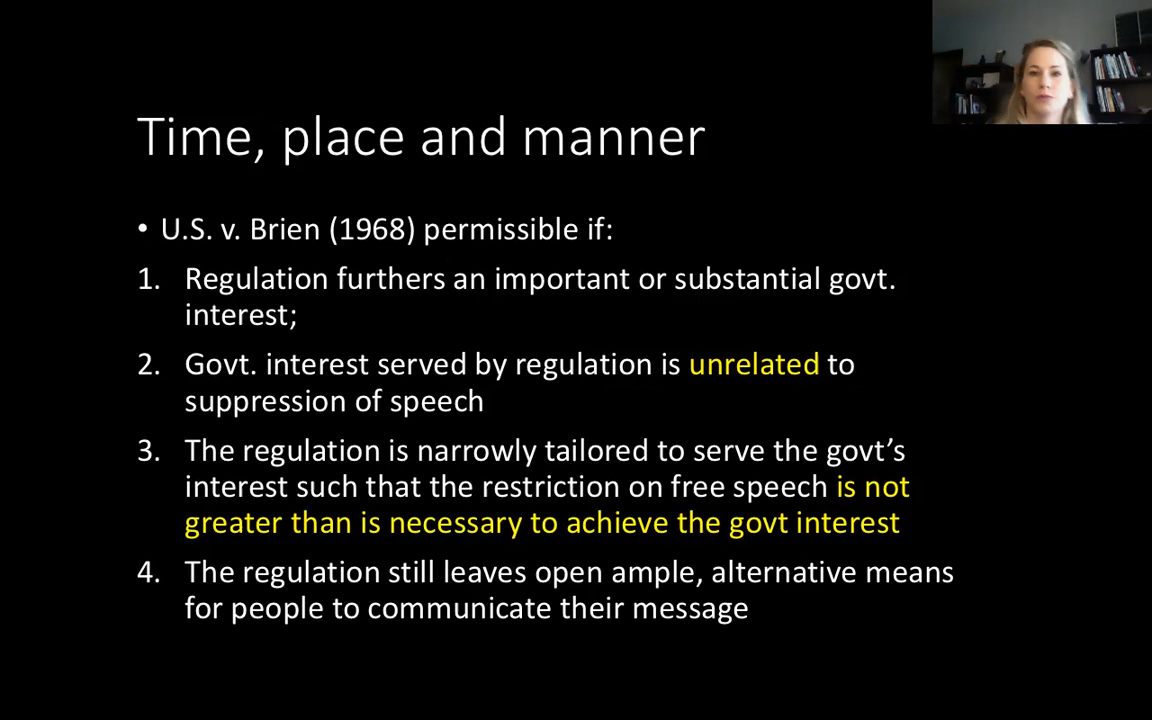 Time, place and manner
• U.S. v. Brien (1968) permissible if:
1. Regulation furthers an important or substantial govt.
interest;
2. Govt. interest served by regulation is unrelated to
suppression of speech
3. The regulation is narrowly tailored to serve the govt’s
interest such that the restriction on free speech is not
greater than is necessary to achieve the govt interest
4. The regulation still leaves open ample, alternative means
for people to communicate their message